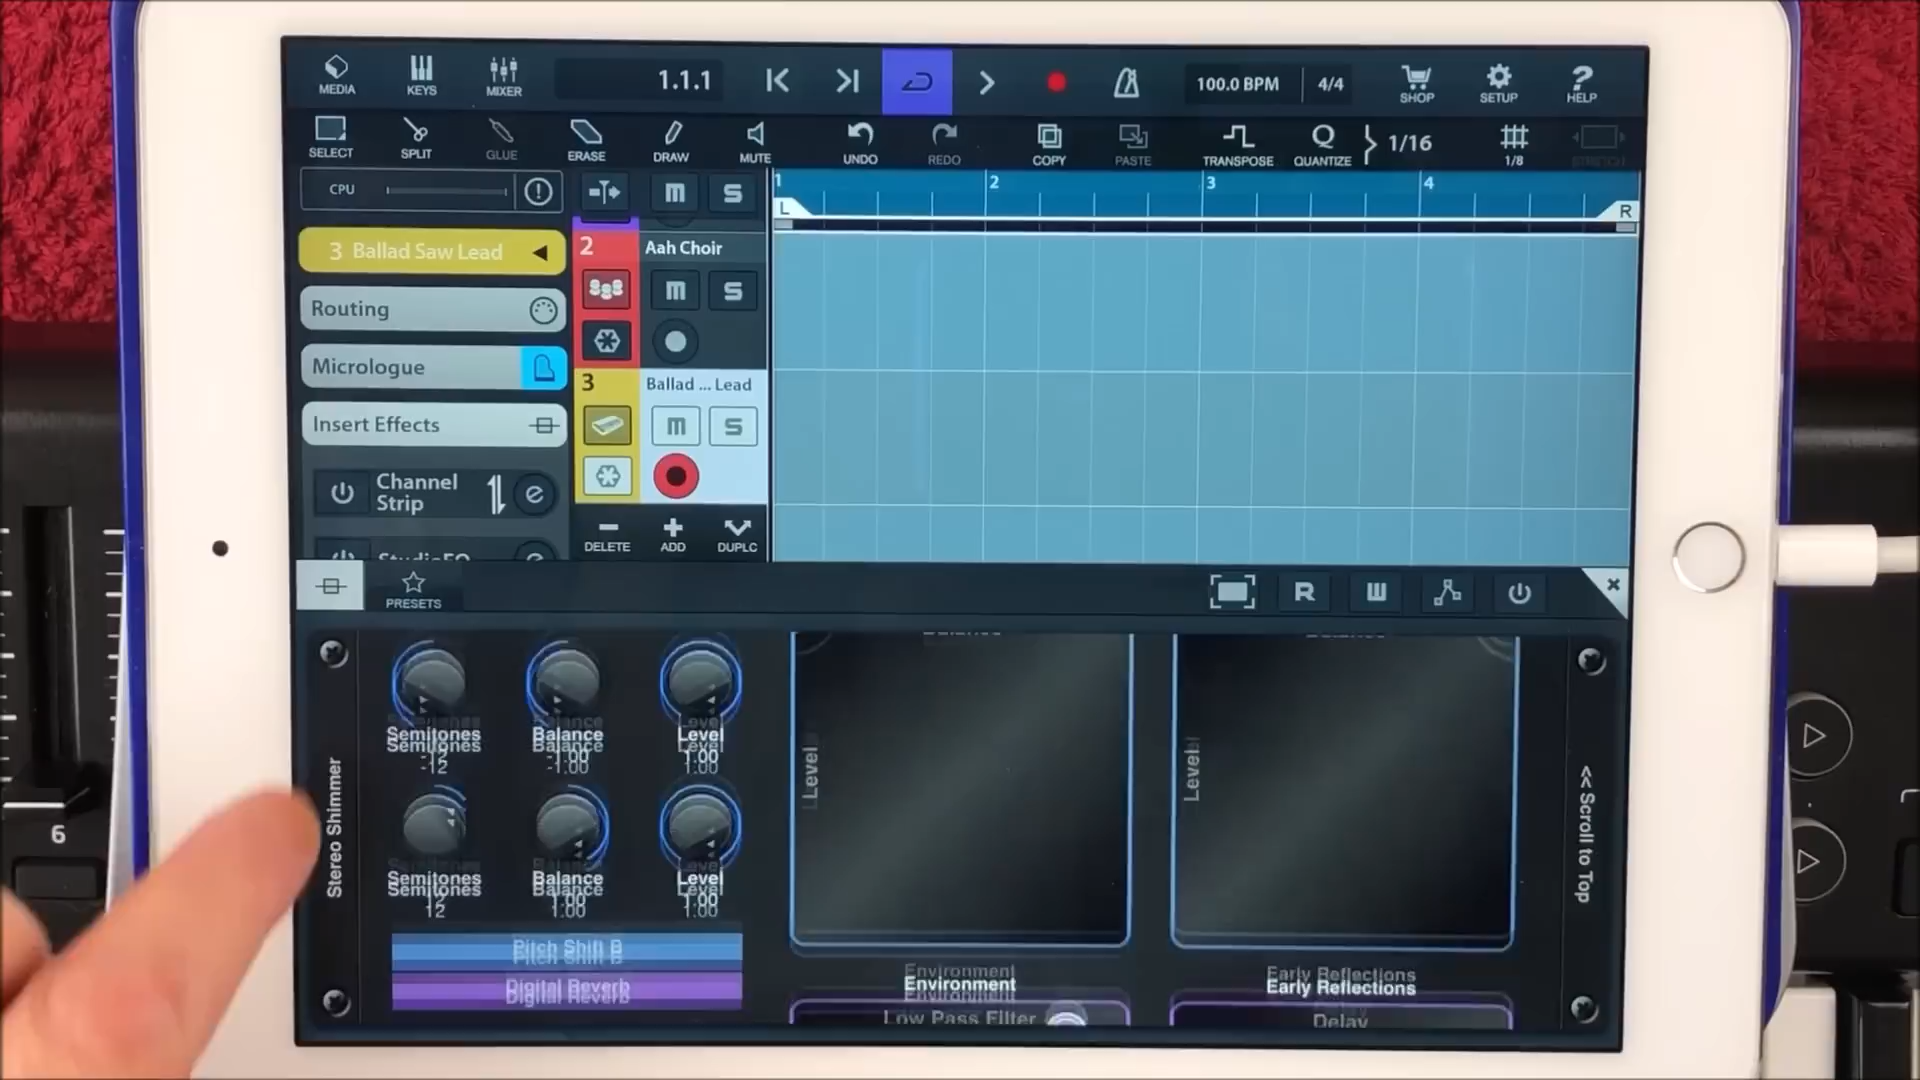 MEDIA
KEYS
MIXER
1.1.1
100.0 BPM
4/4
SHOP
SETUP
HELP
SELECT
SPLIT
GLUE
ERASE
DRAW
MUTE
UNDO
REDO
COPY
PASTE
TRANSPOSE
QUANTIZE
1/16
1/8
STRETCH
CPU
m
S
1
2
3
4
L
R
3 Ballad Saw Lead
2
Aah Choir
Routing
m
S
Micrologue
3
Ballad ... Lead
Insert Effects
m
S
Channel
Strip
e
StudioEQ
e
DELETE
ADD
DUPLC
PRESETS
R
W
Stereo Shimmer
Semitones
-12
Balance
-1.00
Level
1.00
Semitones
12
Balance
1.00
Level
1.00
Pitch Shift B
Digital Reverb
Balance
Level
Environment
Low Pass Filter
Balance
Level
Early Reflections
Delay
<< Scroll to Top
6